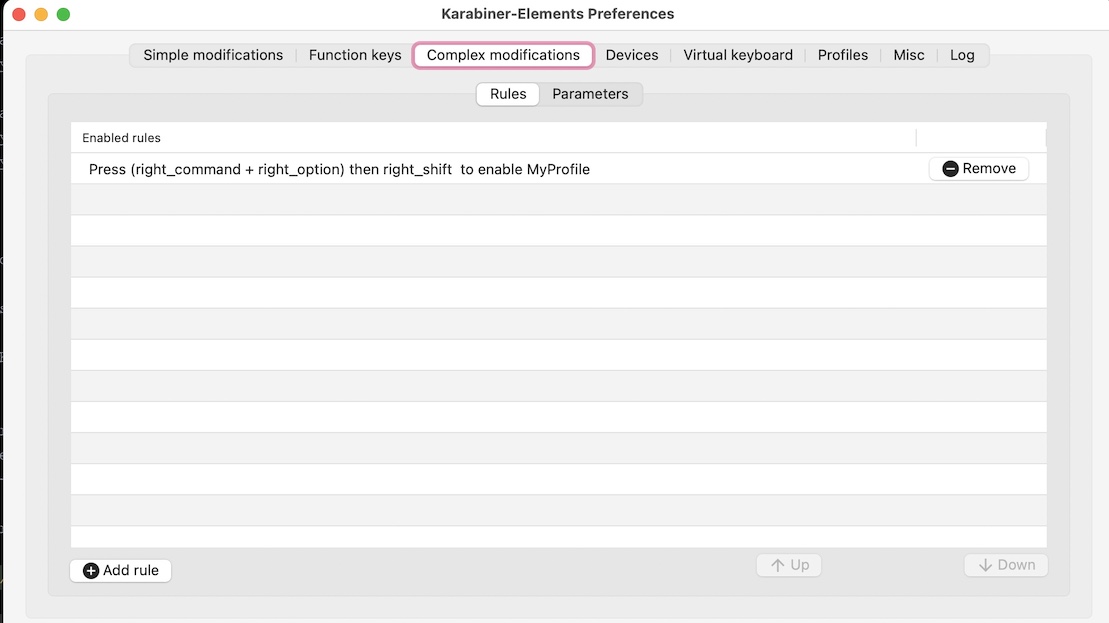 Karabiner-Elements Preferences
Simple modifications Function keys Complex modifications Devices Virtual keyboard Profiles Misc Log
Rules Parameters
Enabled rules
Press (right_command + right_option) then right_shift  to enable MyProfile Remove
Add rule Up Down